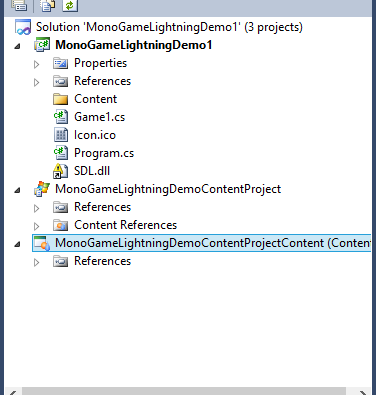 Solution 'MonoGameLightningDemo1' (3 projects)
MonoGameLightningDemo1
Properties
References
Content
Game1.cs
Icon.ico
Program.cs
SDL.dll
MonoGameLightningDemoContentProject
References
Content References
MonoGameLightningDemoContentProjectContent (Conten
References